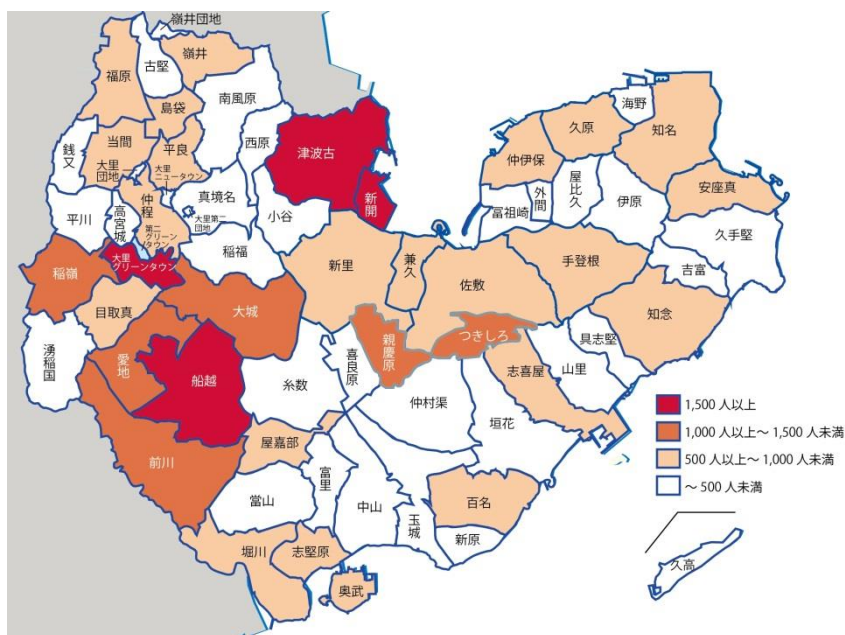 嶺井団地
古堅
嶺井
福原
島袋
南風原
海野
当間
平良
西原
津波古
久原
知名
銭又
大里
団地
大里
ニュータウン
仲伊保
仲程
真境名
新開
外間
屋比久
安座真
平川
高宮城
大里第二
団地
小谷
冨祖崎
伊原
第二
グリーン
タウン
稲福
久手堅
稲嶺
大里
グリーンタウン
新里
兼久
手登根
吉富
佐敷
目取真
大城
知念
湧稲国
愛地
船越
喜良原
親慶原
つきしろ
具志堅
糸数
志喜屋
山里
仲村渠
垣花
1,500 人以上
1,000 人以上~ 1,500 人未満
500 人以上~ 1,000 人未満
~ 500 人未満
前川
屋嘉部
富里
當山
中山
百名
玉城
新原
堀川
志堅原
奥武
久高